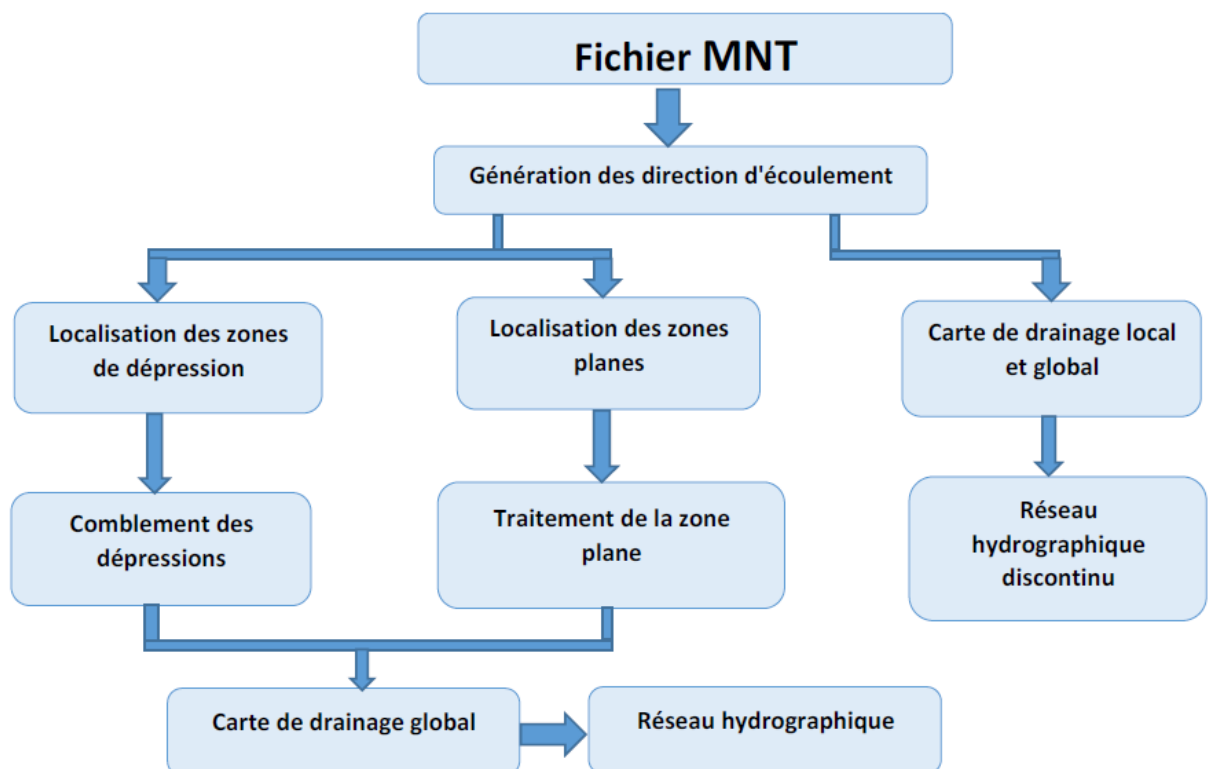 Fichier MNT
Génération des direction d'écoulement
Localisation des zones
de dépression
Localisation des zones
planes
Carte de drainage local
et global
Comblement des
dépressions
Traitement de la zone
plane
Réseau
hydrographique
discontinu
Carte de drainage global
Réseau hydrographique